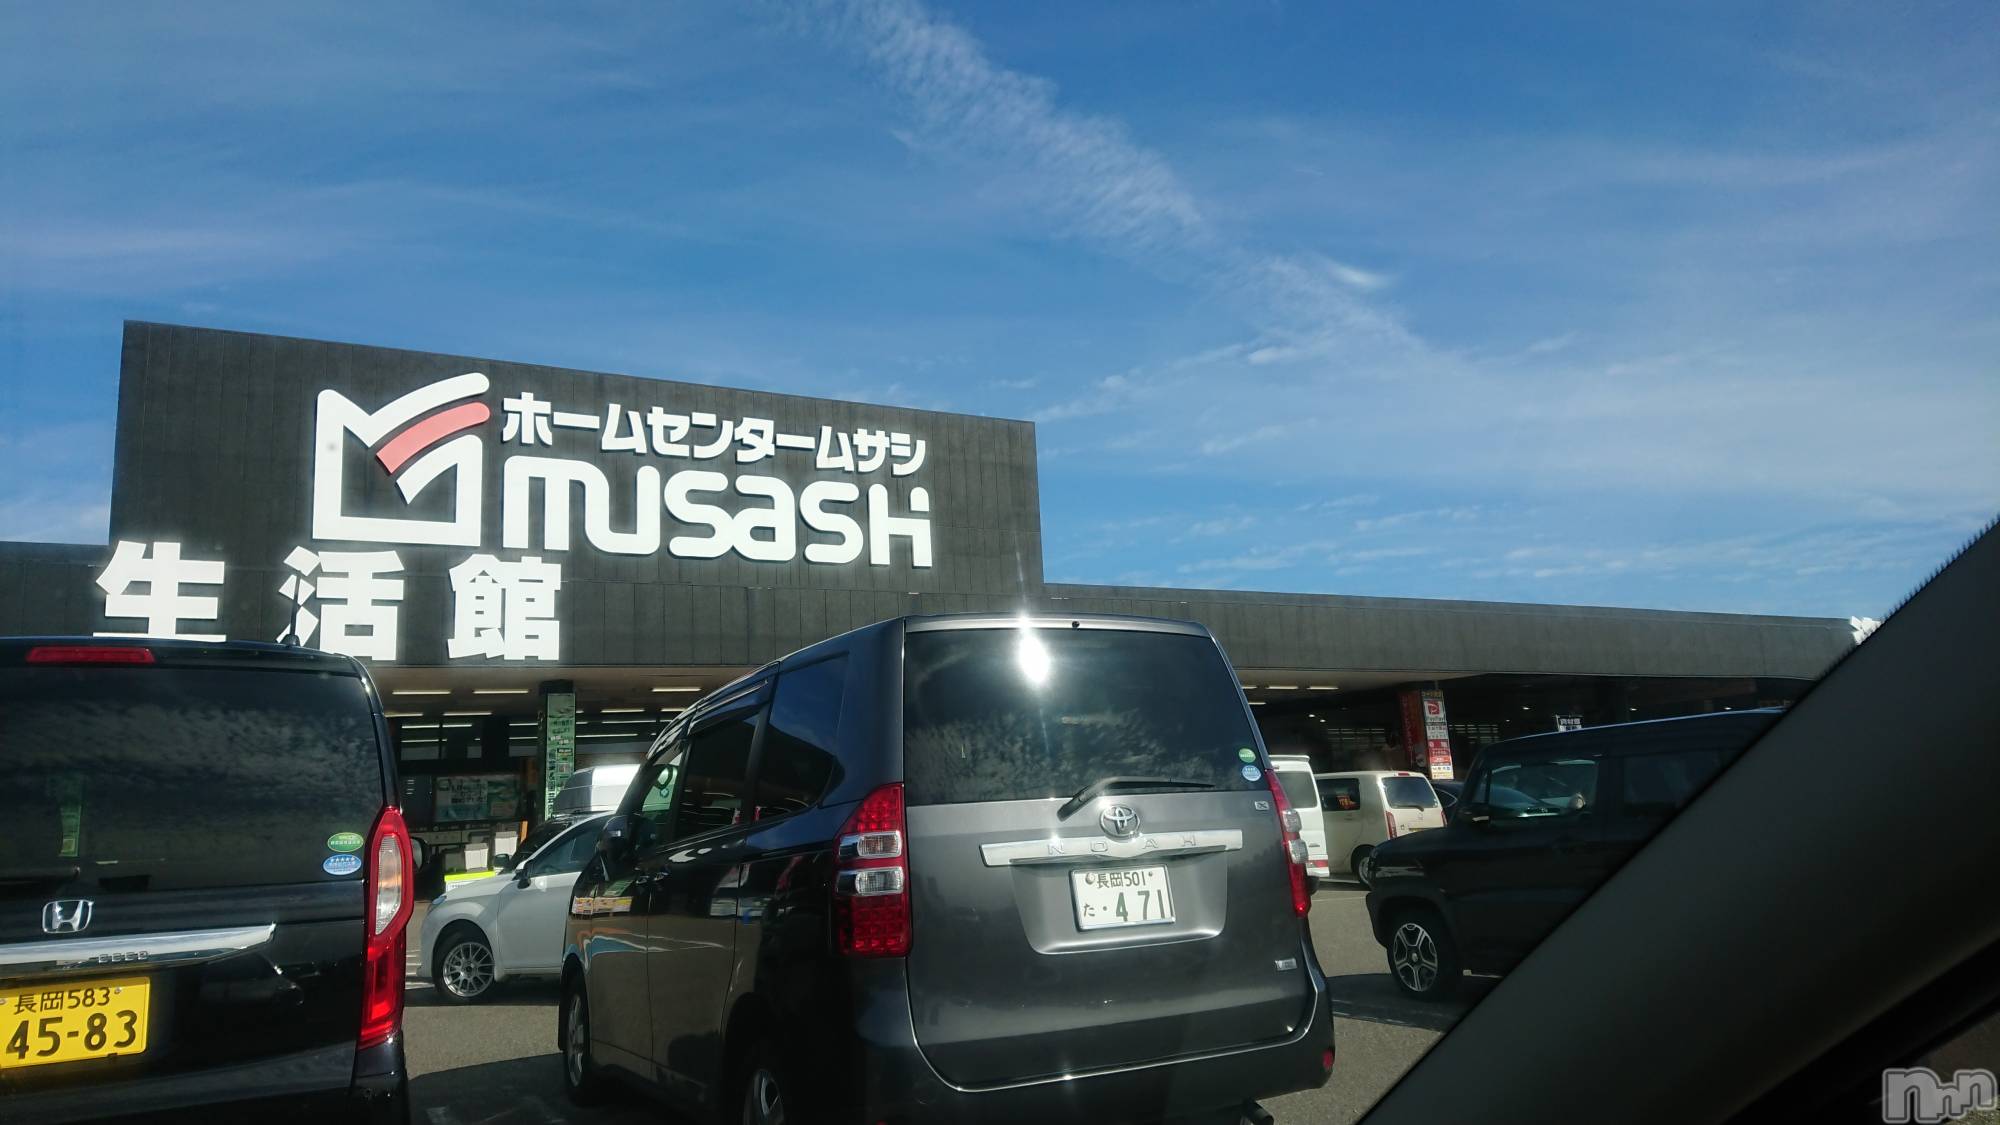 ホームセンタームサシ
musashi
生活館
NOAH
長岡501
た・471
長岡583
45-83